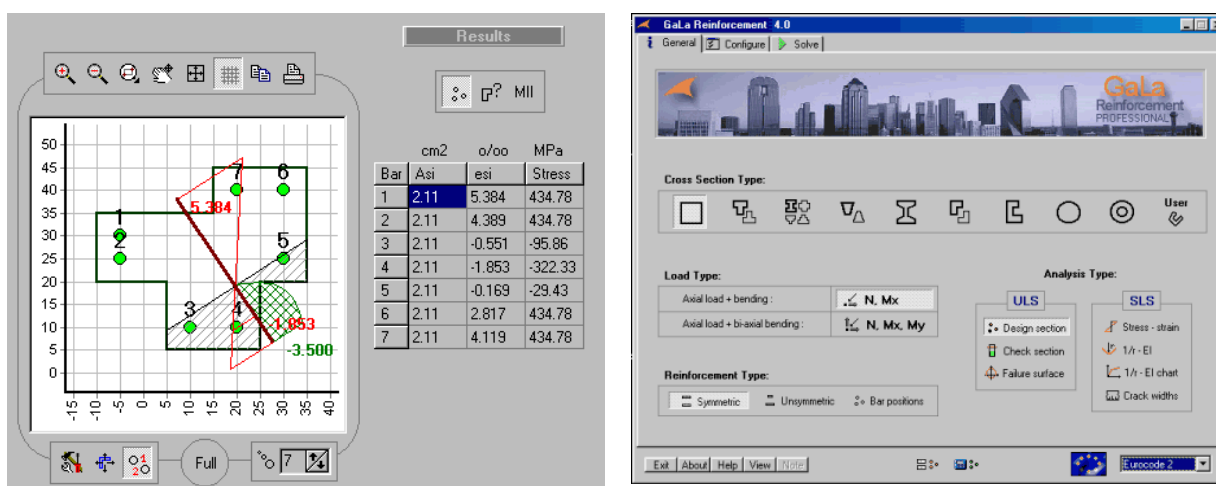 Results
MII
cm2 o/oo MPa
Bar Asi esi Stress
1 2.11 5.384 434.78
2 2.11 4.389 434.78
3 2.11 -0.551 -95.86
4 2.11 -1.853 -322.33
5 2.11 -0.169 -29.43
6 2.11 2.817 434.78
7 2.11 4.119 434.78
50
45
40
35
30
25
20
15
10
5
0
-15 -10 -5 0 5 10 15 20 25 30 35 40
7 6
5.384
1
2 5
3 4
1.853
-3.500
1
2
Full
7
GaLa Reinforcement 4.0
General Configure Solve
GaLa
Reinforcement
PROFESSIONAL
Cross Section Type:
User
Load Type:
Axial load + bending : N, Mx
Axial load + bi-axial bending : N, Mx, My
Reinforcement Type:
Symmetric Unsymmetric Bar positions
Analysis Type:
ULS SLS
Design section Stress - strain
Check section 1/r - EI
Failure surface 1/r - EI chart
Crack widths
Exit About Help View Note
Eurocode 2